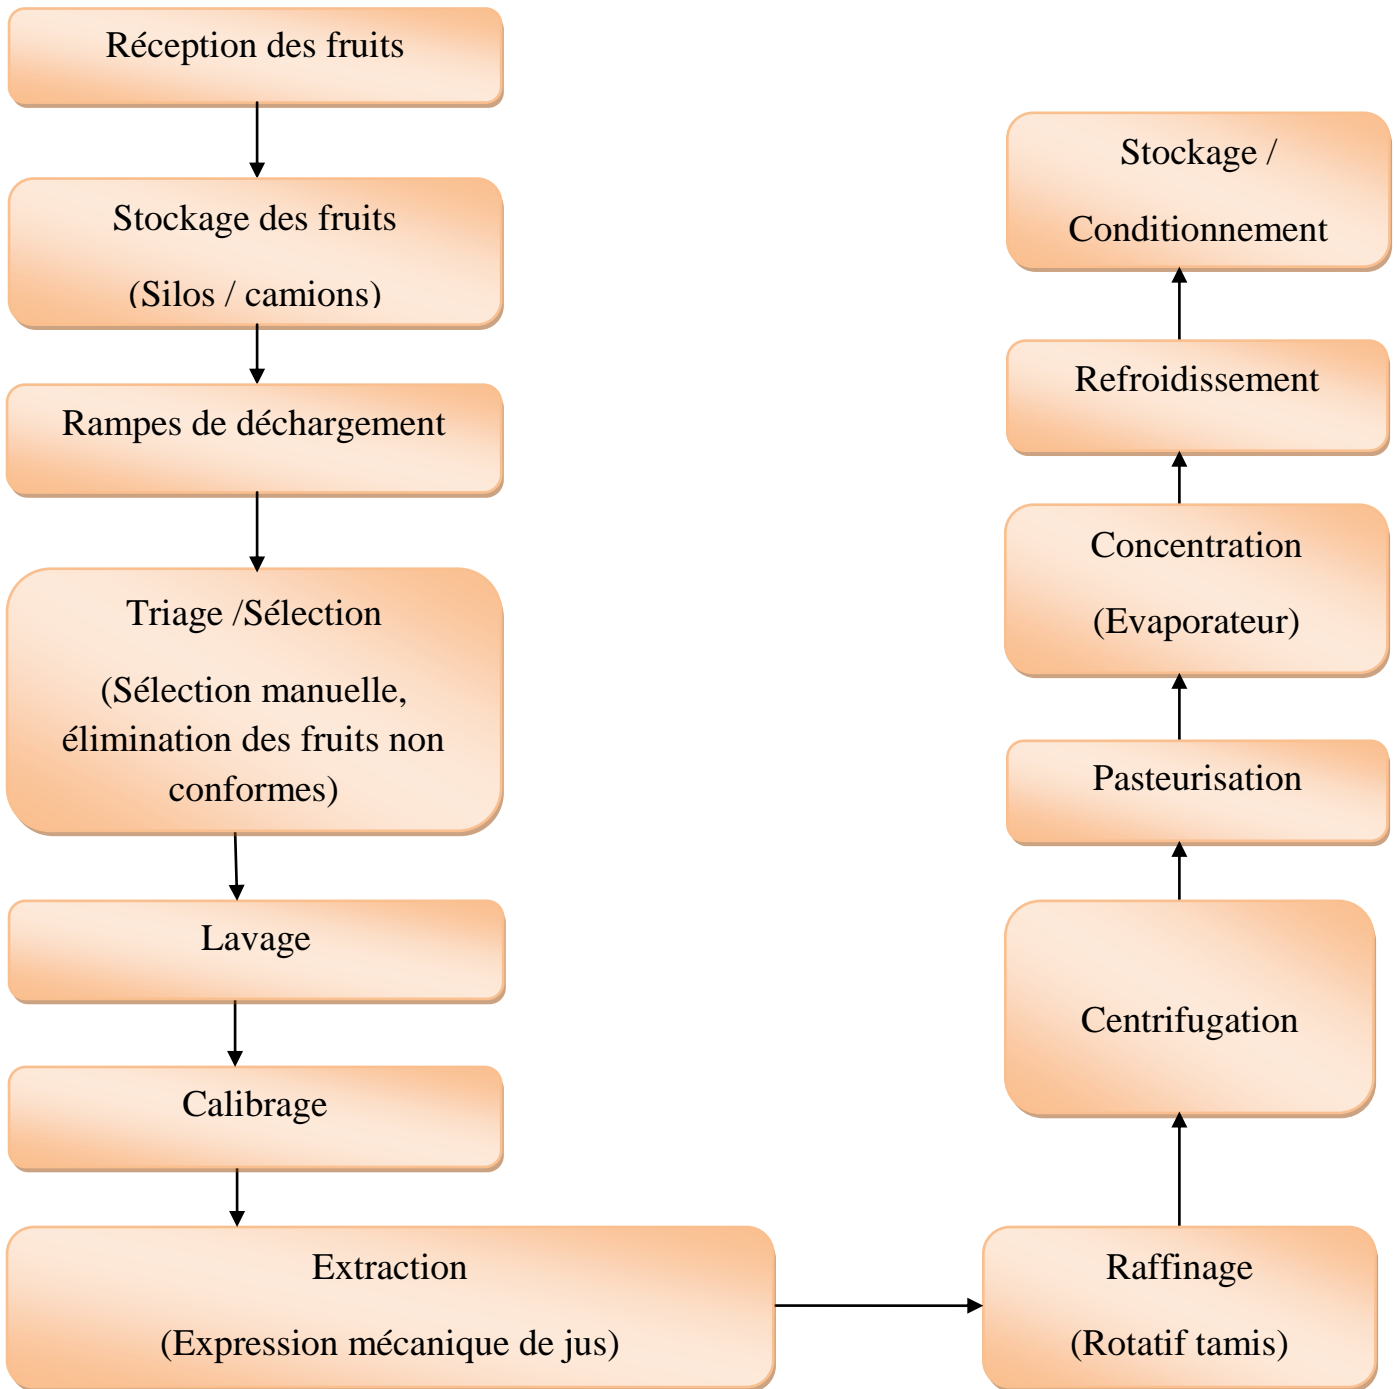 Réception des fruits
Stockage des fruits
(Silos / camions)
Rampes de déchargement
Triage /Sélection
(Sélection manuelle,
élimination des fruits non
conformes)
Lavage
Calibrage
Extraction
(Expression mécanique de jus)
Raffinage
(Rotatif tamis)
Centrifugation
Pasteurisation
Concentration
(Evaporateur)
Refroidissement
Stockage /
Conditionnement